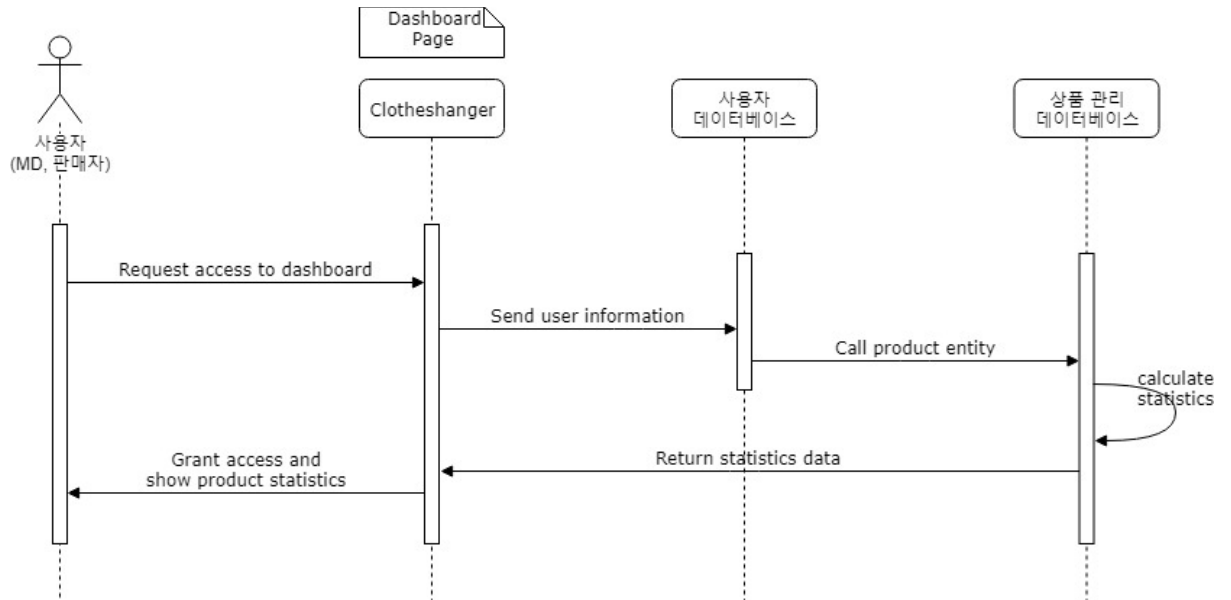 Dashboard
Page
Clotheshanger
사용자
데이터베이스
상품 관리
데이터베이스
사용자
(MD, 판매자)
Request access to dashboard
Send user information
Call product entity
calculate
statistics
Return statistics data
Grant access and
show product statistics